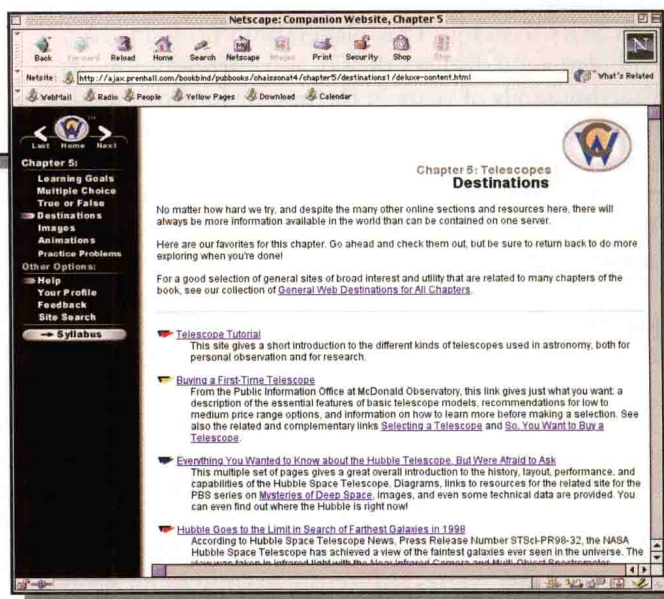 Netscape: Companion Website, Chapter 5
Back Forward Reload Home Search Netscape Images Print Security Shop Stop
Netsite: http://ajax.prenhall.com/bookbind/pubbooks/chaissonat4/chapter5/destinations1/deluxe-content.html What's Related
WebMail Radio People Yellow Pages Download Calendar
Last Home Next
Chapter 5:
Learning Goals
Multiple Choice
True or False
Destinations
Images
Animations
Practice Problems
Other Options:
Help
Your Profile
Feedback
Site Search
Syllabus
Chapter 5: Telescopes
Destinations
No matter how hard we try, and despite the many other online sections and resources here, there will
always be more information available in the world than can be contained on one server.
Here are our favorites for this chapter. Go ahead and check them out, but be sure to return back to do more
exploring when you're done!
For a good selection of general sites of broad interest and utility that are related to many chapters of the
book, see our collection of General Web Destinations for All Chapters.
Telescope Tutorial
This site gives a short introduction to the different kinds of telescopes used in astronomy, both for
personal observation and for research.
Buying a First-Time Telescope
From the Public Information Office at McDonald Observatory, this link gives just what you want: a
description of the essential features of basic telescope models, recommendations for low to
medium price range options, and information on how to learn more before making a selection. See
also the related and complementary links Selecting a Telescope and So, You Want to Buy a
Telescope.
Everything You Wanted to Know about the Hubble Telescope, But Were Afraid to Ask
This multiple set of pages gives a great overall introduction to the history, layout, performance, and
capabilities of the Hubble Space Telescope. Diagrams, links to resources for the related site for the
PBS series on Mysteries of Deep Space, images, and even some technical data are provided. You
can even find out where the Hubble is right now!
Hubble Goes to the Limit in Search of Farthest Galaxies in 1998
According to Hubble Space Telescope News, Press Release Number STScI-PR98-32, the NASA
Hubble Space Telescope has achieved a view of the faintest galaxies ever seen in the universe. The
view was taken in infrared light with the Near Infrared Camera and Multi-Object Spectrometer